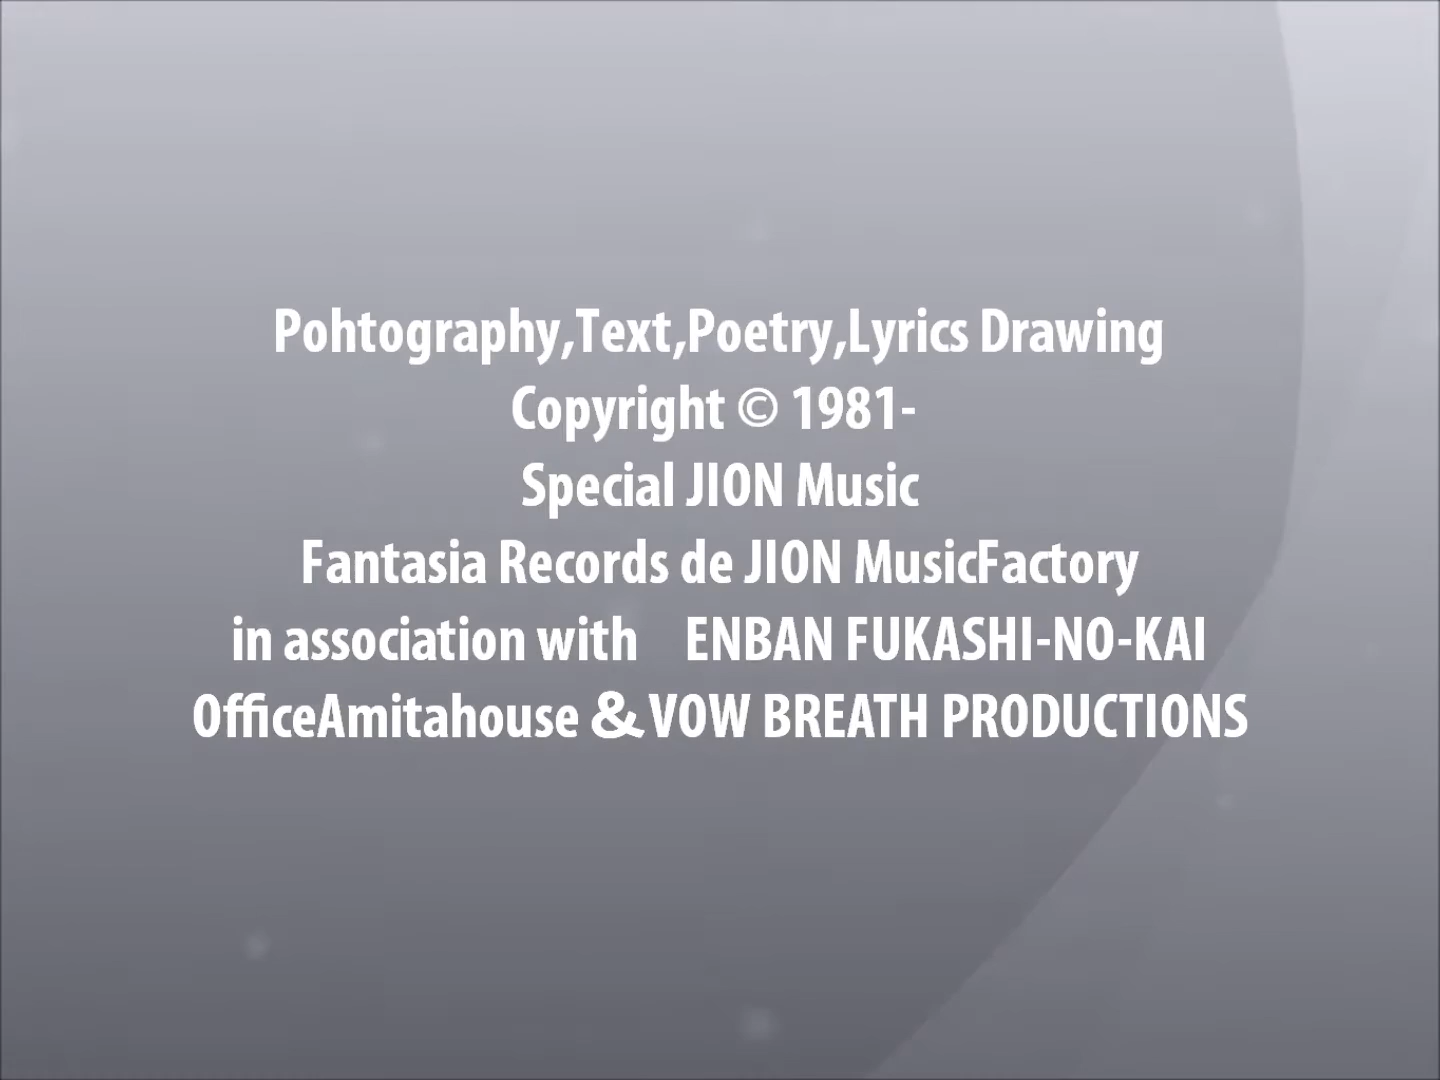 Pohtography,Text,Poetry,Lyrics Drawing
Copyright © 1981-
Special JION Music
Fantasia Records de JION MusicFactory
in association with　ENBAN FUKASHI-NO-KAI
OfficeAmitahouse &VOW BREATH PRODUCTIONS